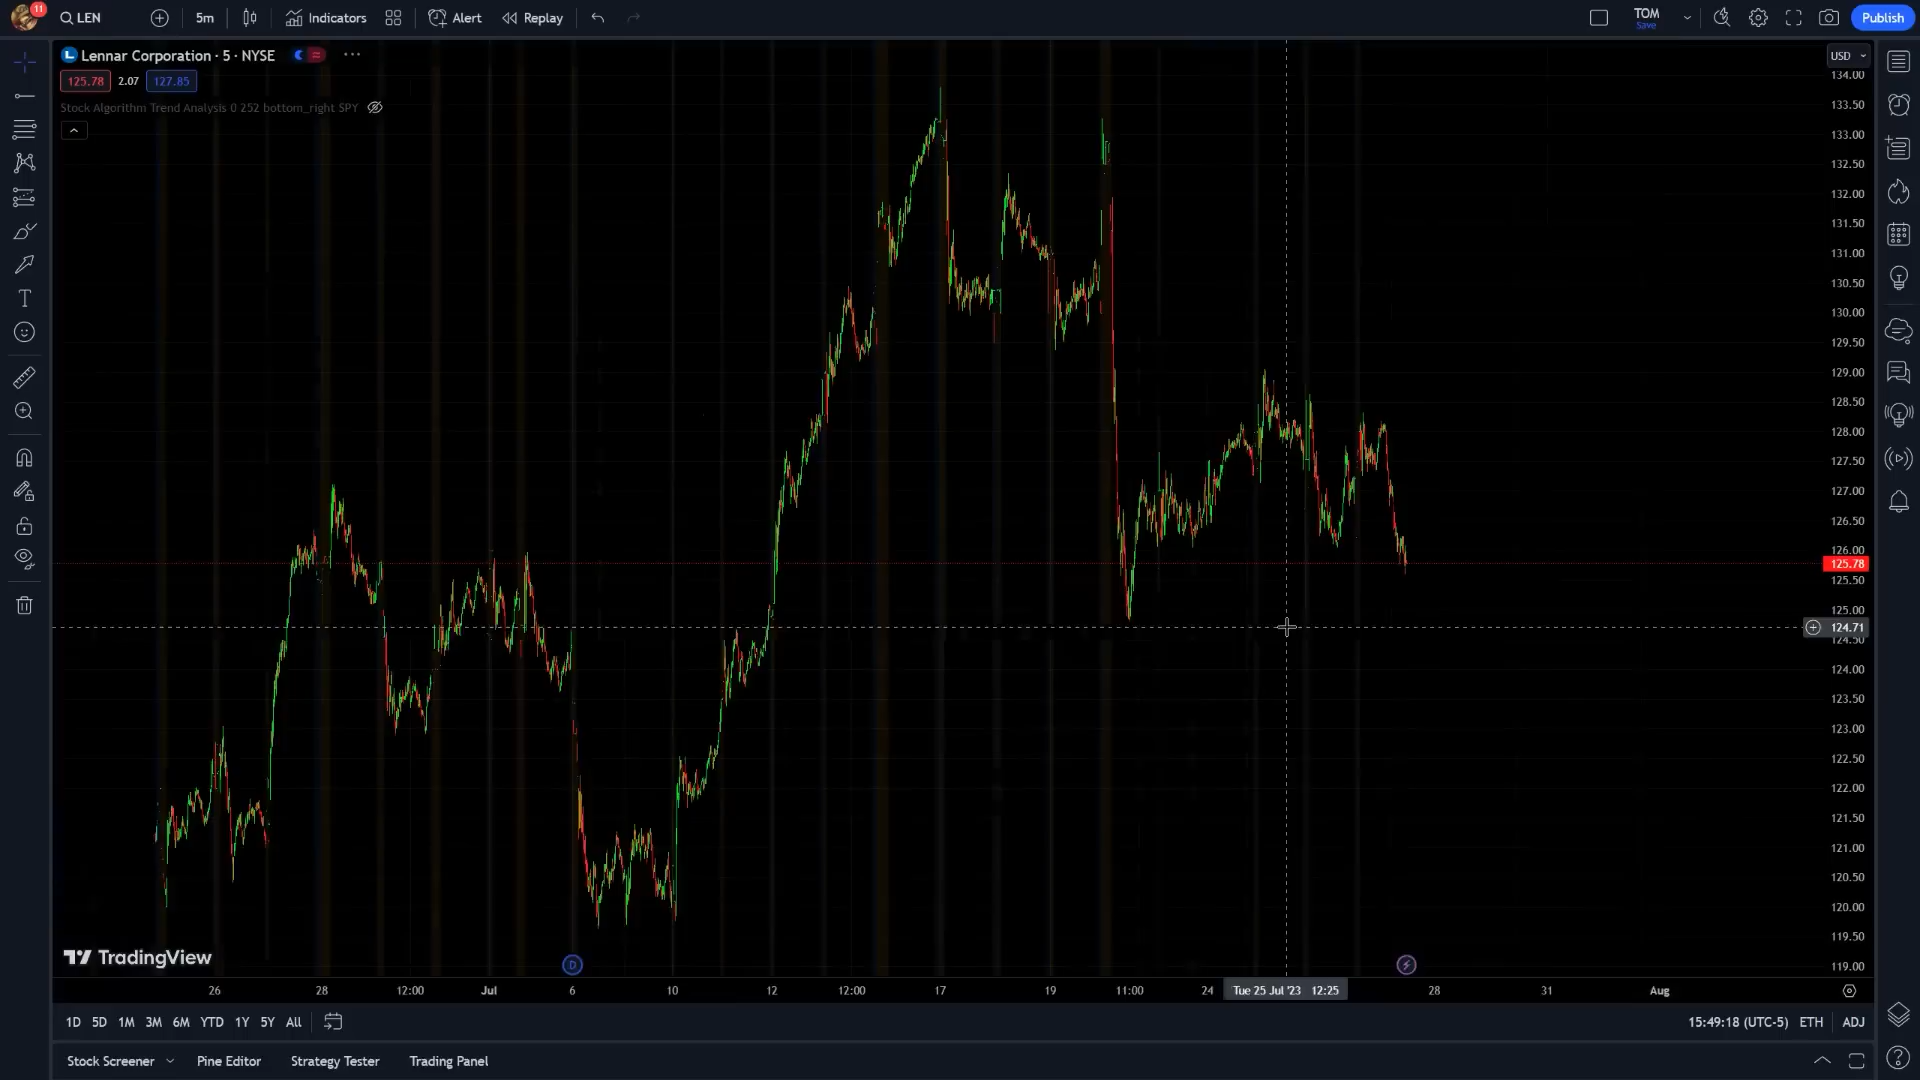 11
LEN
5m
Indicators
Alert
Replay
TOM
Save
Publish
Lennar Corporation · 5 · NYSE
USD
125.78 2.07 127.85
Stock Algorithm Trend Analysis 0 252 bottom_right SPY
134.00
133.50
133.00
132.50
132.00
131.50
131.00
130.50
130.00
129.50
129.00
128.50
128.00
127.50
127.00
126.50
126.00
125.78
125.50
125.00
124.71
124.50
124.00
123.50
123.00
122.50
122.00
121.50
121.00
120.50
120.00
119.50
119.00
TradingView
D
26 28 12:00 Jul 6 10 12 12:00 17 19 11:00 24 Tue 25 Jul '23 12:25 28 31 Aug
1D 5D 1M 3M 6M YTD 1Y 5Y All
15:49:18 (UTC-5) ETH ADJ
Stock Screener Pine Editor Strategy Tester Trading Panel